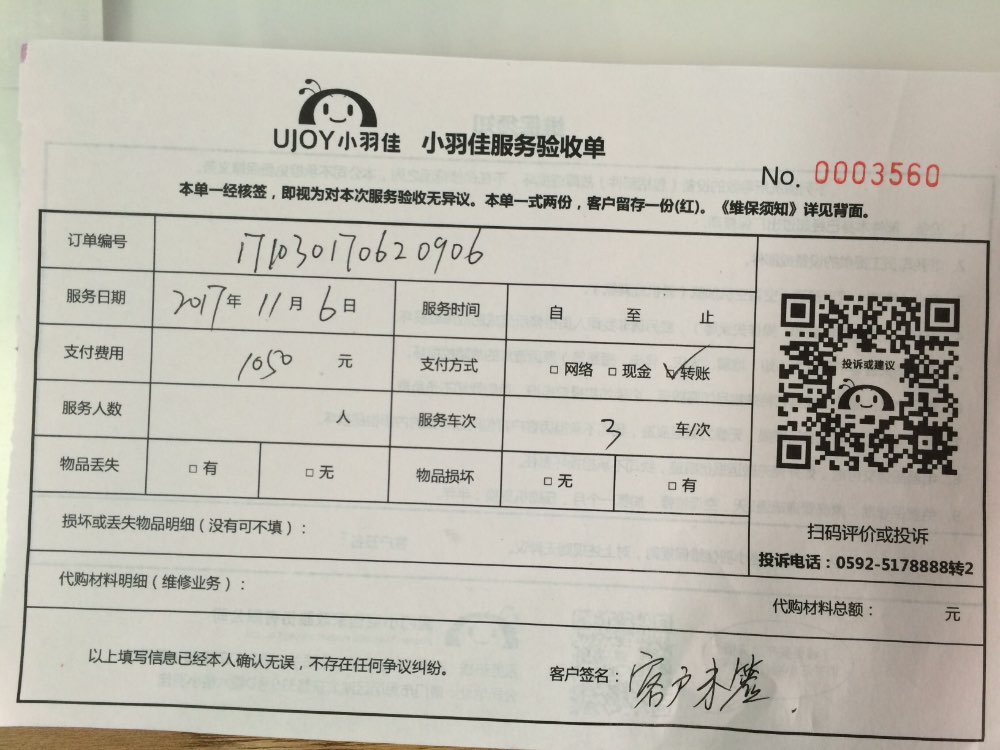 UJOY小羽佳 小羽佳服务验收单
No. 0003560
本单一经核签，即视为对本次服务验收无异议。本单一式两份，客户留存一份(红)。《维保须知》详见背面。
订单编号 171030170620906
服务日期 2017年 11月 6日 服务时间 自 至 止
支付费用 1050 元 支付方式 □ 网络 □ 现金 ☑转账
服务人数 人 服务车次 3 车/次
物品丢失 □ 有 □ 无 物品损坏 □ 无 □ 有
投诉或建议
扫码评价或投诉
投诉电话：0592-5178888转2
损坏或丢失物品明细（没有可不填）：
代购材料明细（维修业务）：
代购材料总额： 元
以上填写信息已经本人确认无误，不存在任何争议纠纷。
客户签名：客户未签.